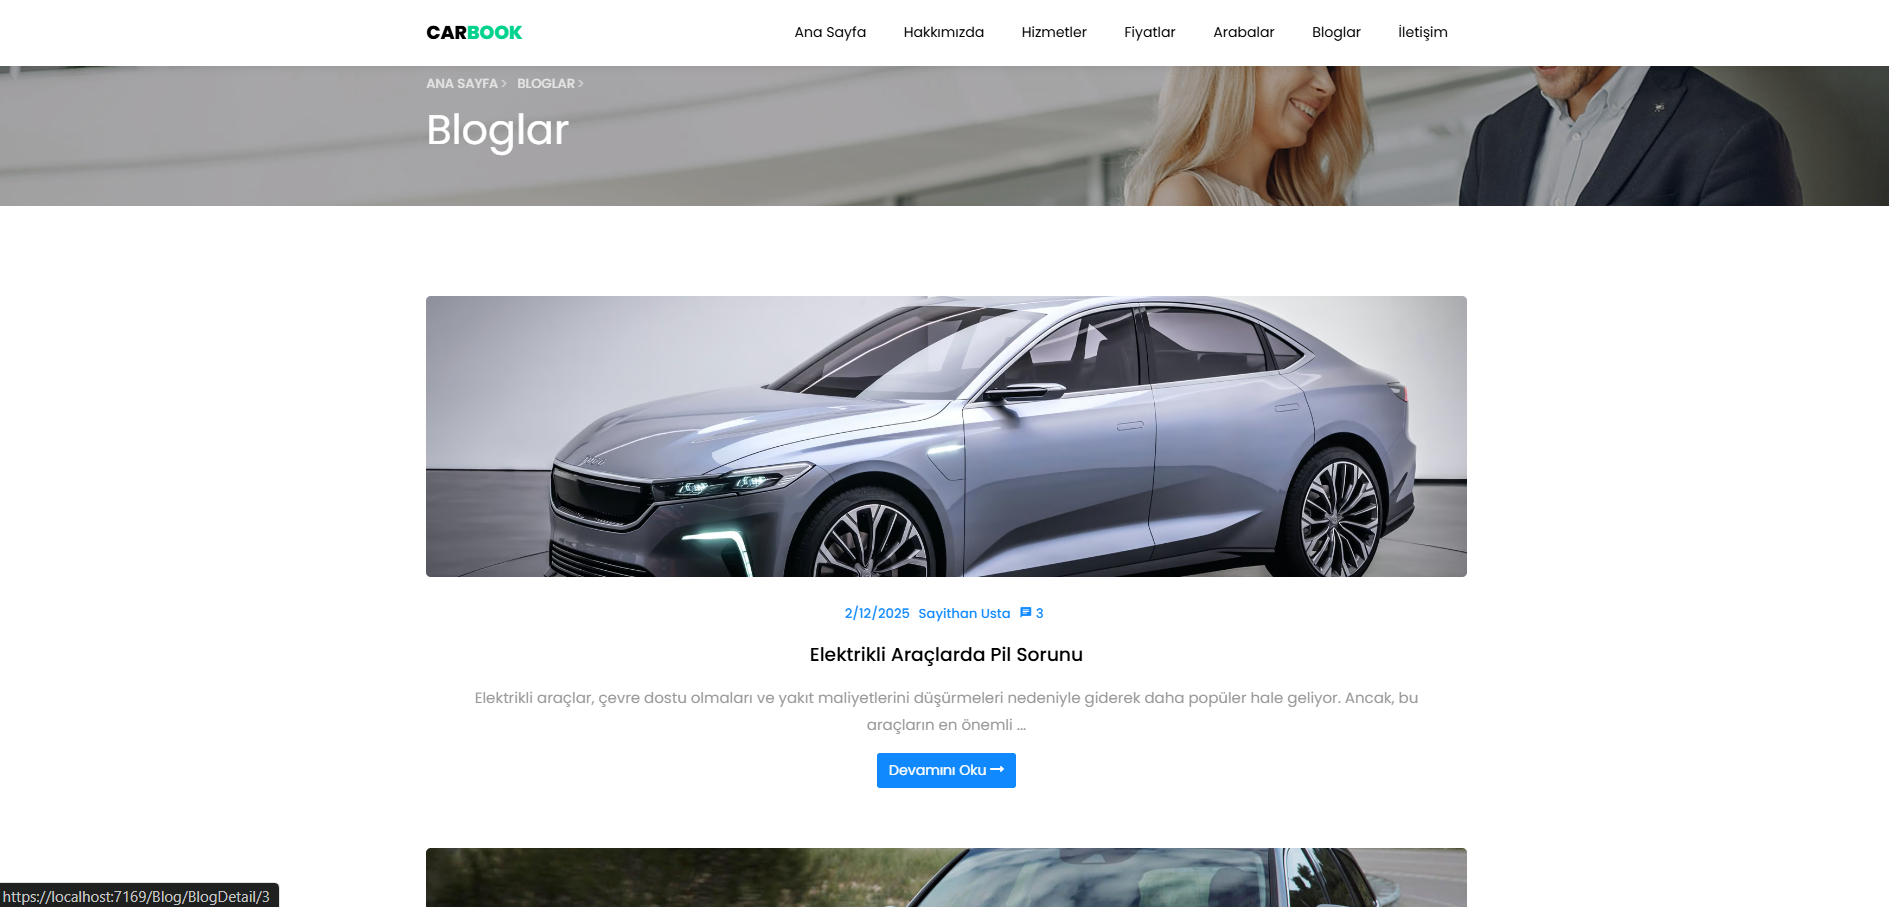 CARBOOK
Ana Sayfa Hakkımızda Hizmetler Fiyatlar Arabalar Bloglar İletişim
ANA SAYFA > BLOGLAR >
Bloglar
2/12/2025 Sayithan Usta 3
Elektrikli Araçlarda Pil Sorunu
Elektrikli araçlar, çevre dostu olmaları ve yakıt maliyetlerini düşürmeleri nedeniyle giderek daha popüler hale geliyor. Ancak, bu
araçların en önemli ...
Devamını Oku →
https://localhost:7169/Blog/BlogDetail/3